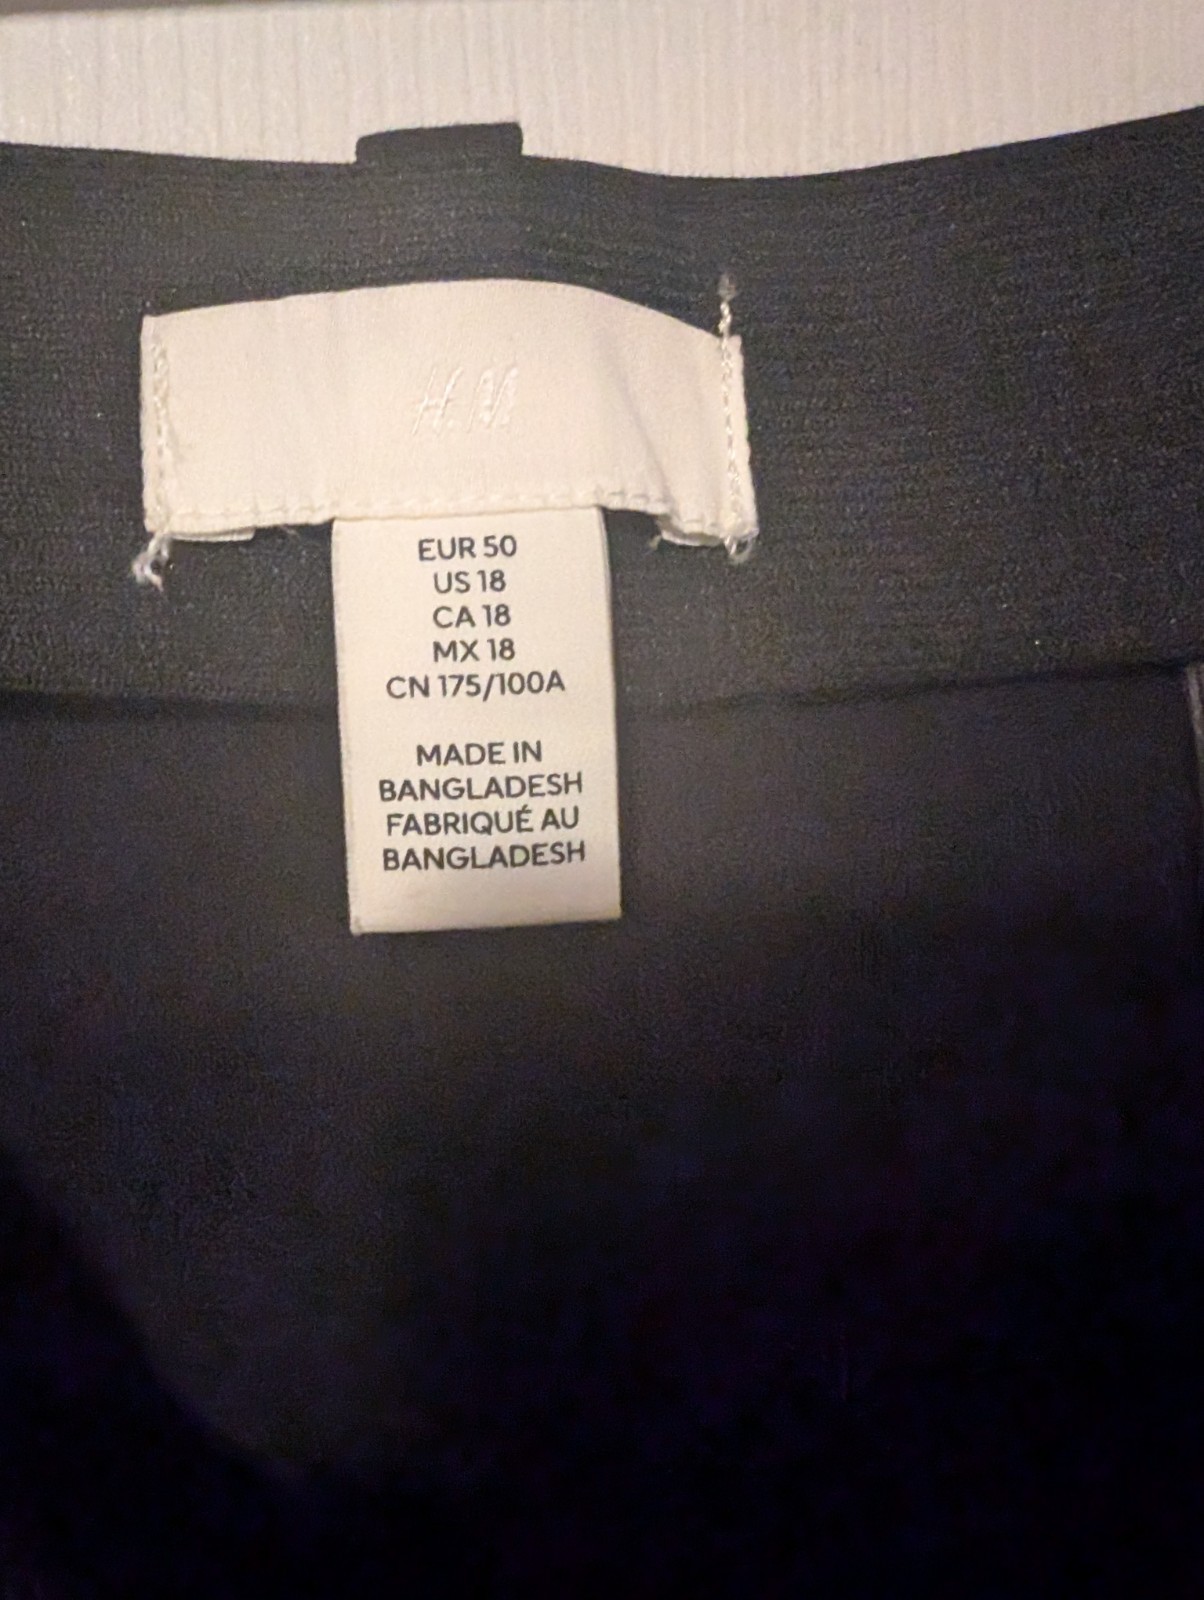 H&M
EUR 50
US 18
CA 18
MX 18
CN 175/100A
MADE IN
BANGLADESH
FABRIQUÉ AU
BANGLADESH